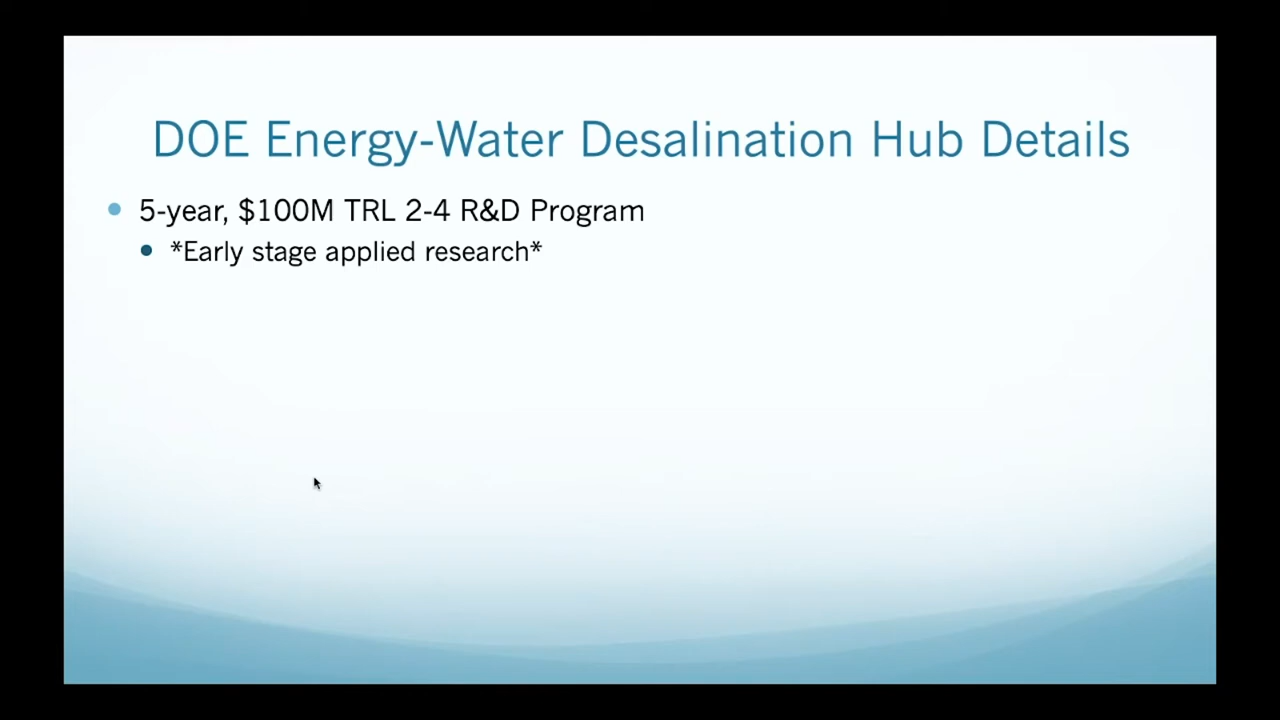 DOE Energy-Water Desalination Hub Details
5-year, $100M TRL 2-4 R&D Program
*Early stage applied research*